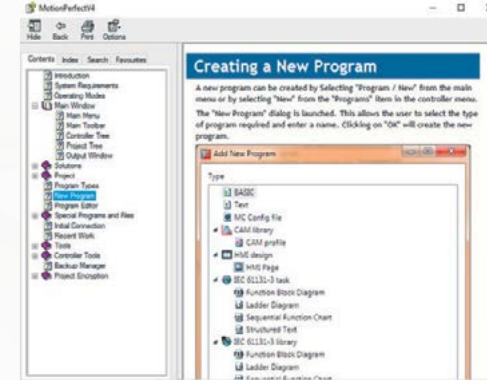 MotionPerfectV4
Hide Back Print Options
Contents Index Search Favourites
Introduction
System Requirements
Operating Modes
Main Window
Main Menu
Main Toolbar
Controller Tree
Project Tree
Output Window
Solutions
Project
Program Types
New Program
Program Editor
Special Programs and Files
Initial Connection
Recent Work
Tools
Controller Tools
Backup Manager
Project Encryption
Creating a New Program
A new program can be created by Selecting "Program / New" from the main
menu or by selecting "New" from the "Programs" item in the controller menu.
The "New Program" dialog is launched. This allows the user to select the type
of program required and enter a name. Clicking on "OK" will create the new
program.
Add New Program
Type
BASIC
Text
MC Config file
CAM library
CAM profile
HMI design
HMI Page
IEC 61131-3 task
Function Block Diagram
Ladder Diagram
Sequential Function Chart
Structured Text
IEC 61131-3 library
Function Block Diagram
Ladder Diagram
Sequential Function Chart